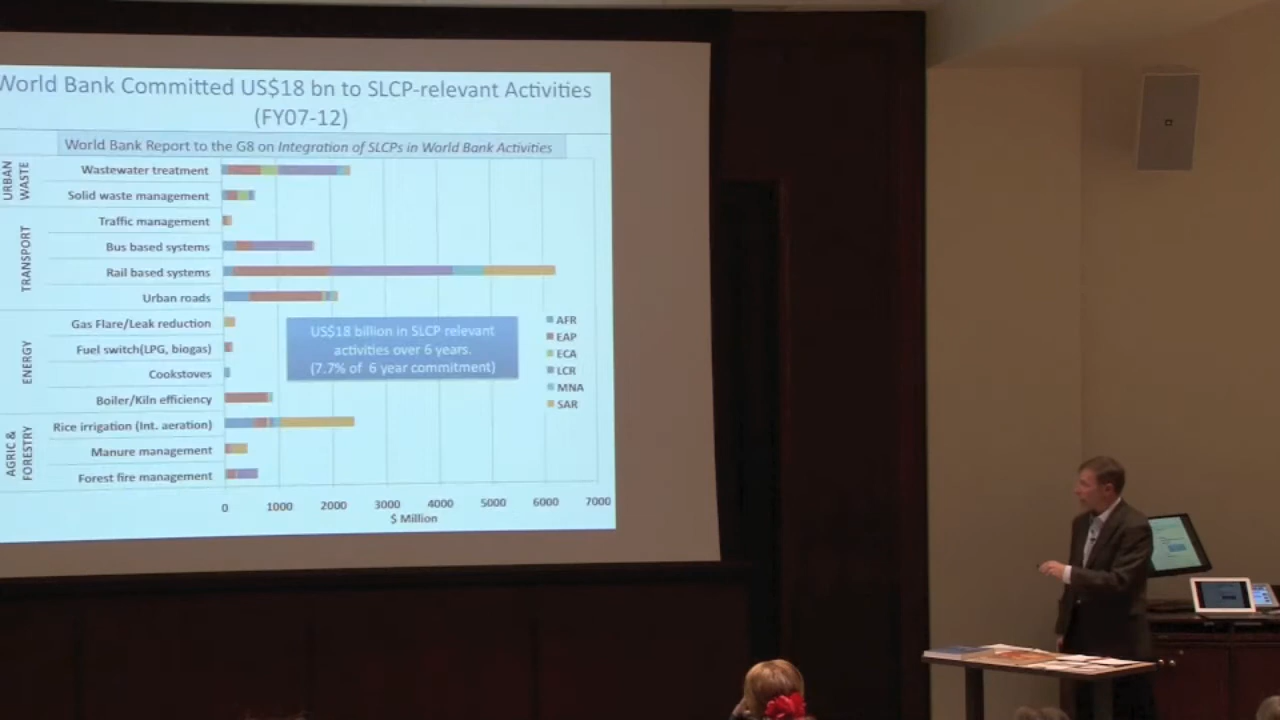 World Bank Committed US$18 bn to SLCP-relevant Activities
(FY07-12)
World Bank Report to the G8 on Integration of SLCPs in World Bank Activities
URBAN
WASTE
Wastewater treatment
Solid waste management
TRANSPORT
Traffic management
Bus based systems
Rail based systems
Urban roads
ENERGY
Gas Flare/Leak reduction
Fuel switch(LPG, biogas)
Cookstoves
Boiler/Kiln efficiency
AGRIC &
FORESTRY
Rice irrigation (Int. aeration)
Manure management
Forest fire management
US$18 billion in SLCP relevant
activities over 6 years.
(7.7% of 6 year commitment)
AFR
EAP
ECA
LCR
MNA
SAR
0 1000 2000 3000 4000 5000 6000 7000
$ Million